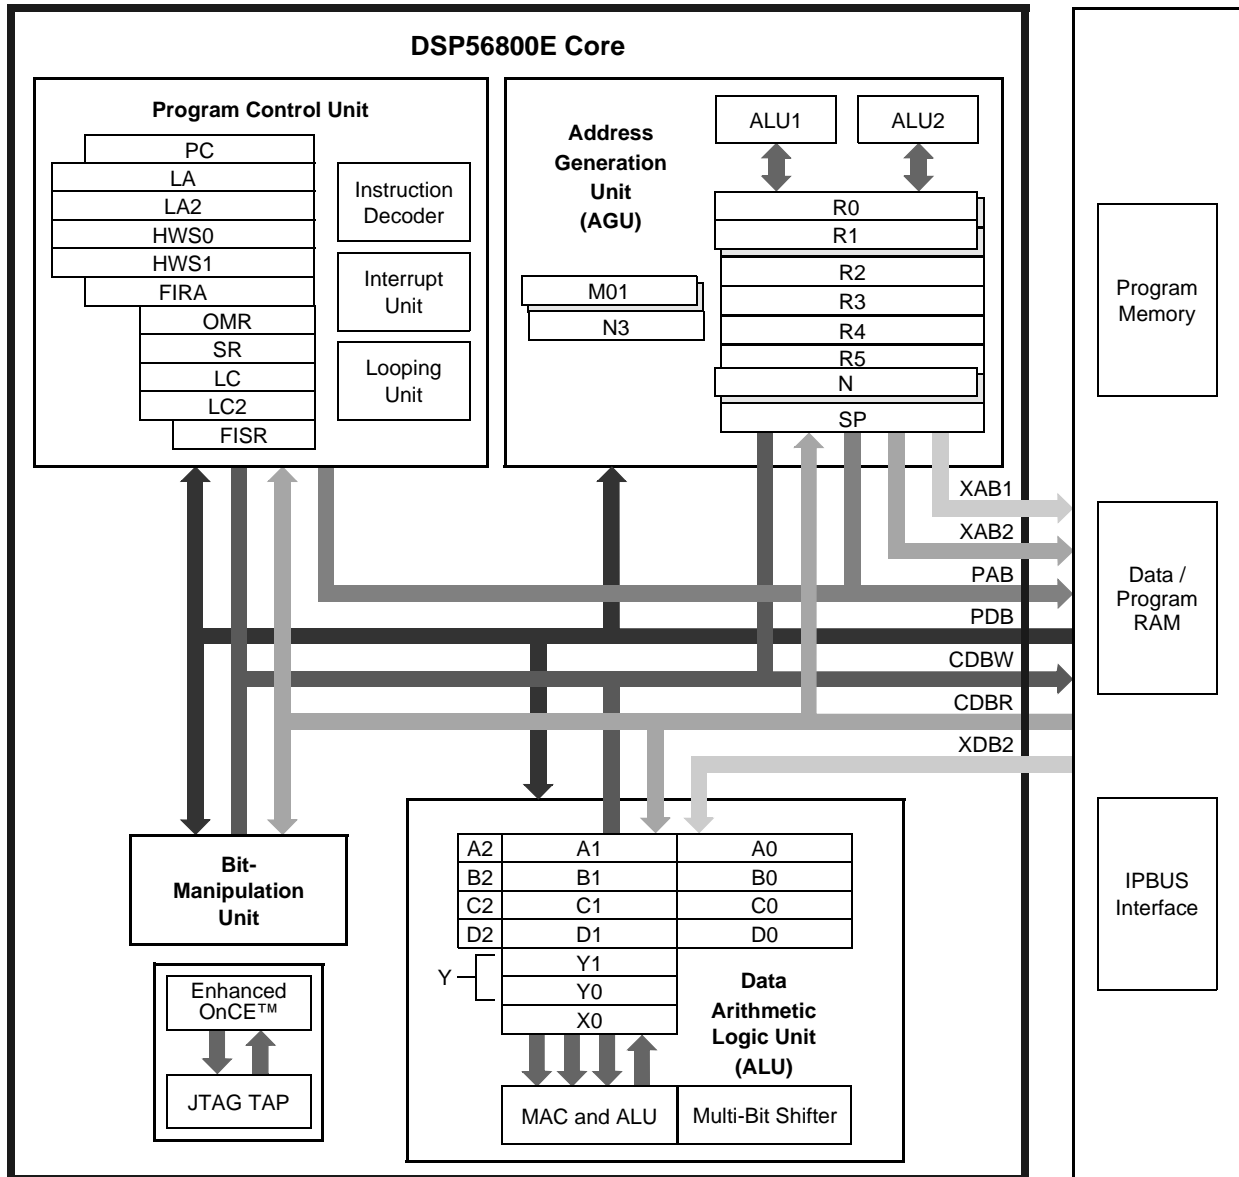 DSP56800E Core
Program Control Unit
PC
LA
LA2
HWS0
HWS1
FIRA
OMR
SR
LC
LC2
FISR
Instruction
Decoder
Interrupt
Unit
Looping
Unit
Address
Generation
Unit
(AGU)
ALU1
ALU2
R0
R1
R2
R3
R4
R5
N
SP
M01
N3
XAB1
XAB2
PAB
PDB
CDBW
CDBR
XDB2
Program
Memory
Data /
Program
RAM
IPBUS
Interface
Bit-
Manipulation
Unit
Enhanced
OnCE™
JTAG TAP
A2 A1 A0
B2 B1 B0
C2 C1 C0
D2 D1 D0
Y
Y1
Y0
X0
Data
Arithmetic
Logic Unit
(ALU)
MAC and ALU
Multi-Bit Shifter